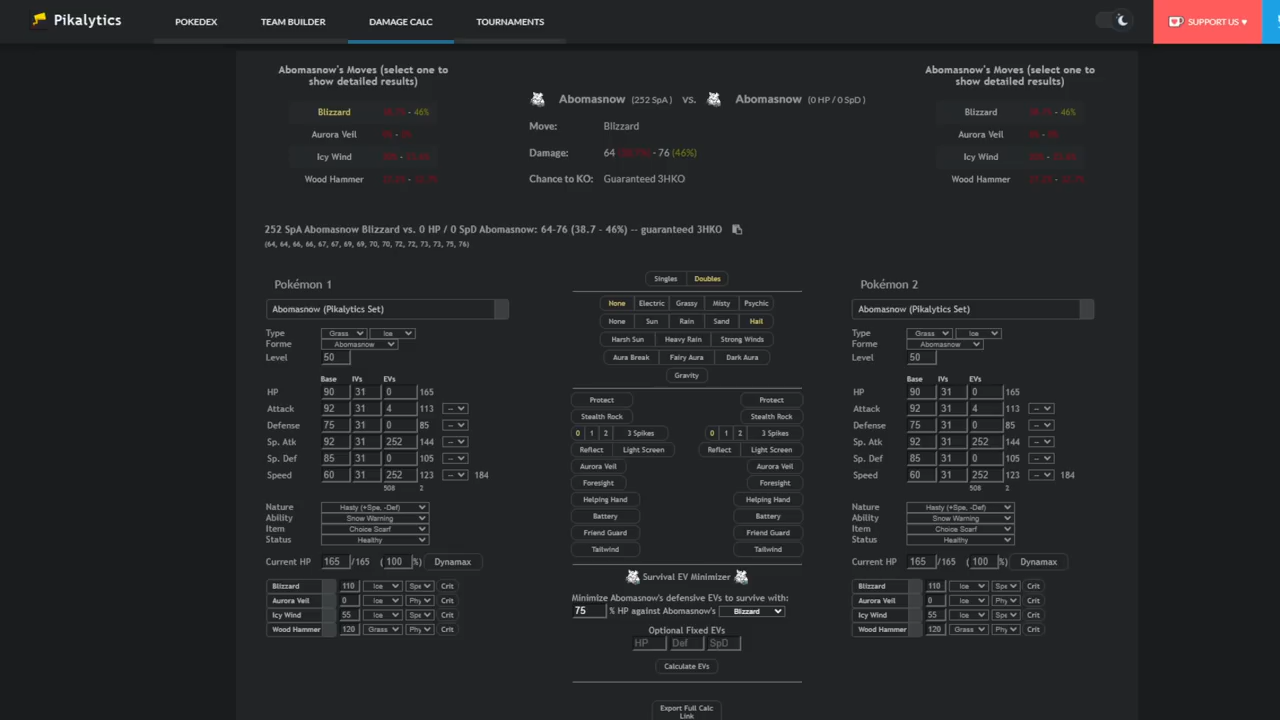 Pikalytics
POKEDEX
TEAM BUILDER
DAMAGE CALC
TOURNAMENTS
SUPPORT US ♥
Abomasnow's Moves (select one to
show detailed results)
Blizzard - 46%
Aurora Veil
Icy Wind
Wood Hammer
Abomasnow (252 SpA ) VS. Abomasnow (0 HP / 0 SpD )
Move: Blizzard
Damage: 64 - 76 (46%)
Chance to KO: Guaranteed 3HKO
Abomasnow's Moves (select one to
show detailed results)
Blizzard - 46%
Aurora Veil
Icy Wind
Wood Hammer
252 SpA Abomasnow Blizzard vs. 0 HP / 0 SpD Abomasnow: 64-76 (38.7 - 46%) -- guaranteed 3HKO
(64, 64, 66, 66, 67, 67, 69, 69, 70, 70, 72, 72, 73, 73, 75, 76)
Pokémon 1
Abomasnow (Pikalytics Set)
Type Grass Ice
Forme Abomasnow
Level 50
Base IVs EVs
HP 90 31 0 165
Attack 92 31 4 113 --
Defense 75 31 0 85 --
Sp. Atk 92 31 252 144 --
Sp. Def 85 31 0 105 --
Speed 60 31 252 123 -- 184
508 2
Nature Hasty (+Spe, -Def)
Ability Snow Warning
Item Choice Scarf
Status Healthy
Current HP 165 /165 ( 100 %) Dynamax
Blizzard 110 Ice Spe Crit
Aurora Veil 0 Ice Phy Crit
Icy Wind 55 Ice Spe Crit
Wood Hammer 120 Grass Phy Crit
Singles Doubles
None Electric Grassy Misty Psychic
None Sun Rain Sand Hail
Harsh Sun Heavy Rain Strong Winds
Aura Break Fairy Aura Dark Aura
Gravity
Protect Protect
Stealth Rock Stealth Rock
0 1 2 3 Spikes 0 1 2 3 Spikes
Reflect Light Screen Reflect Light Screen
Aurora Veil Aurora Veil
Foresight Foresight
Helping Hand Helping Hand
Battery Battery
Friend Guard Friend Guard
Tailwind Tailwind
Survival EV Minimizer
Minimize Abomasnow's defensive EVs to survive with:
75 % HP against Abomasnow's Blizzard
Optional Fixed EVs
HP Def SpD
Calculate EVs
Export Full Calc
Link
Pokémon 2
Abomasnow (Pikalytics Set)
Type Grass Ice
Forme Abomasnow
Level 50
Base IVs EVs
HP 90 31 0 165
Attack 92 31 4 113 --
Defense 75 31 0 85 --
Sp. Atk 92 31 252 144 --
Sp. Def 85 31 0 105 --
Speed 60 31 252 123 -- 184
508 2
Nature Hasty (+Spe, -Def)
Ability Snow Warning
Item Choice Scarf
Status Healthy
Current HP 165 /165 ( 100 %) Dynamax
Blizzard 110 Ice Spe Crit
Aurora Veil 0 Ice Phy Crit
Icy Wind 55 Ice Spe Crit
Wood Hammer 120 Grass Phy Crit